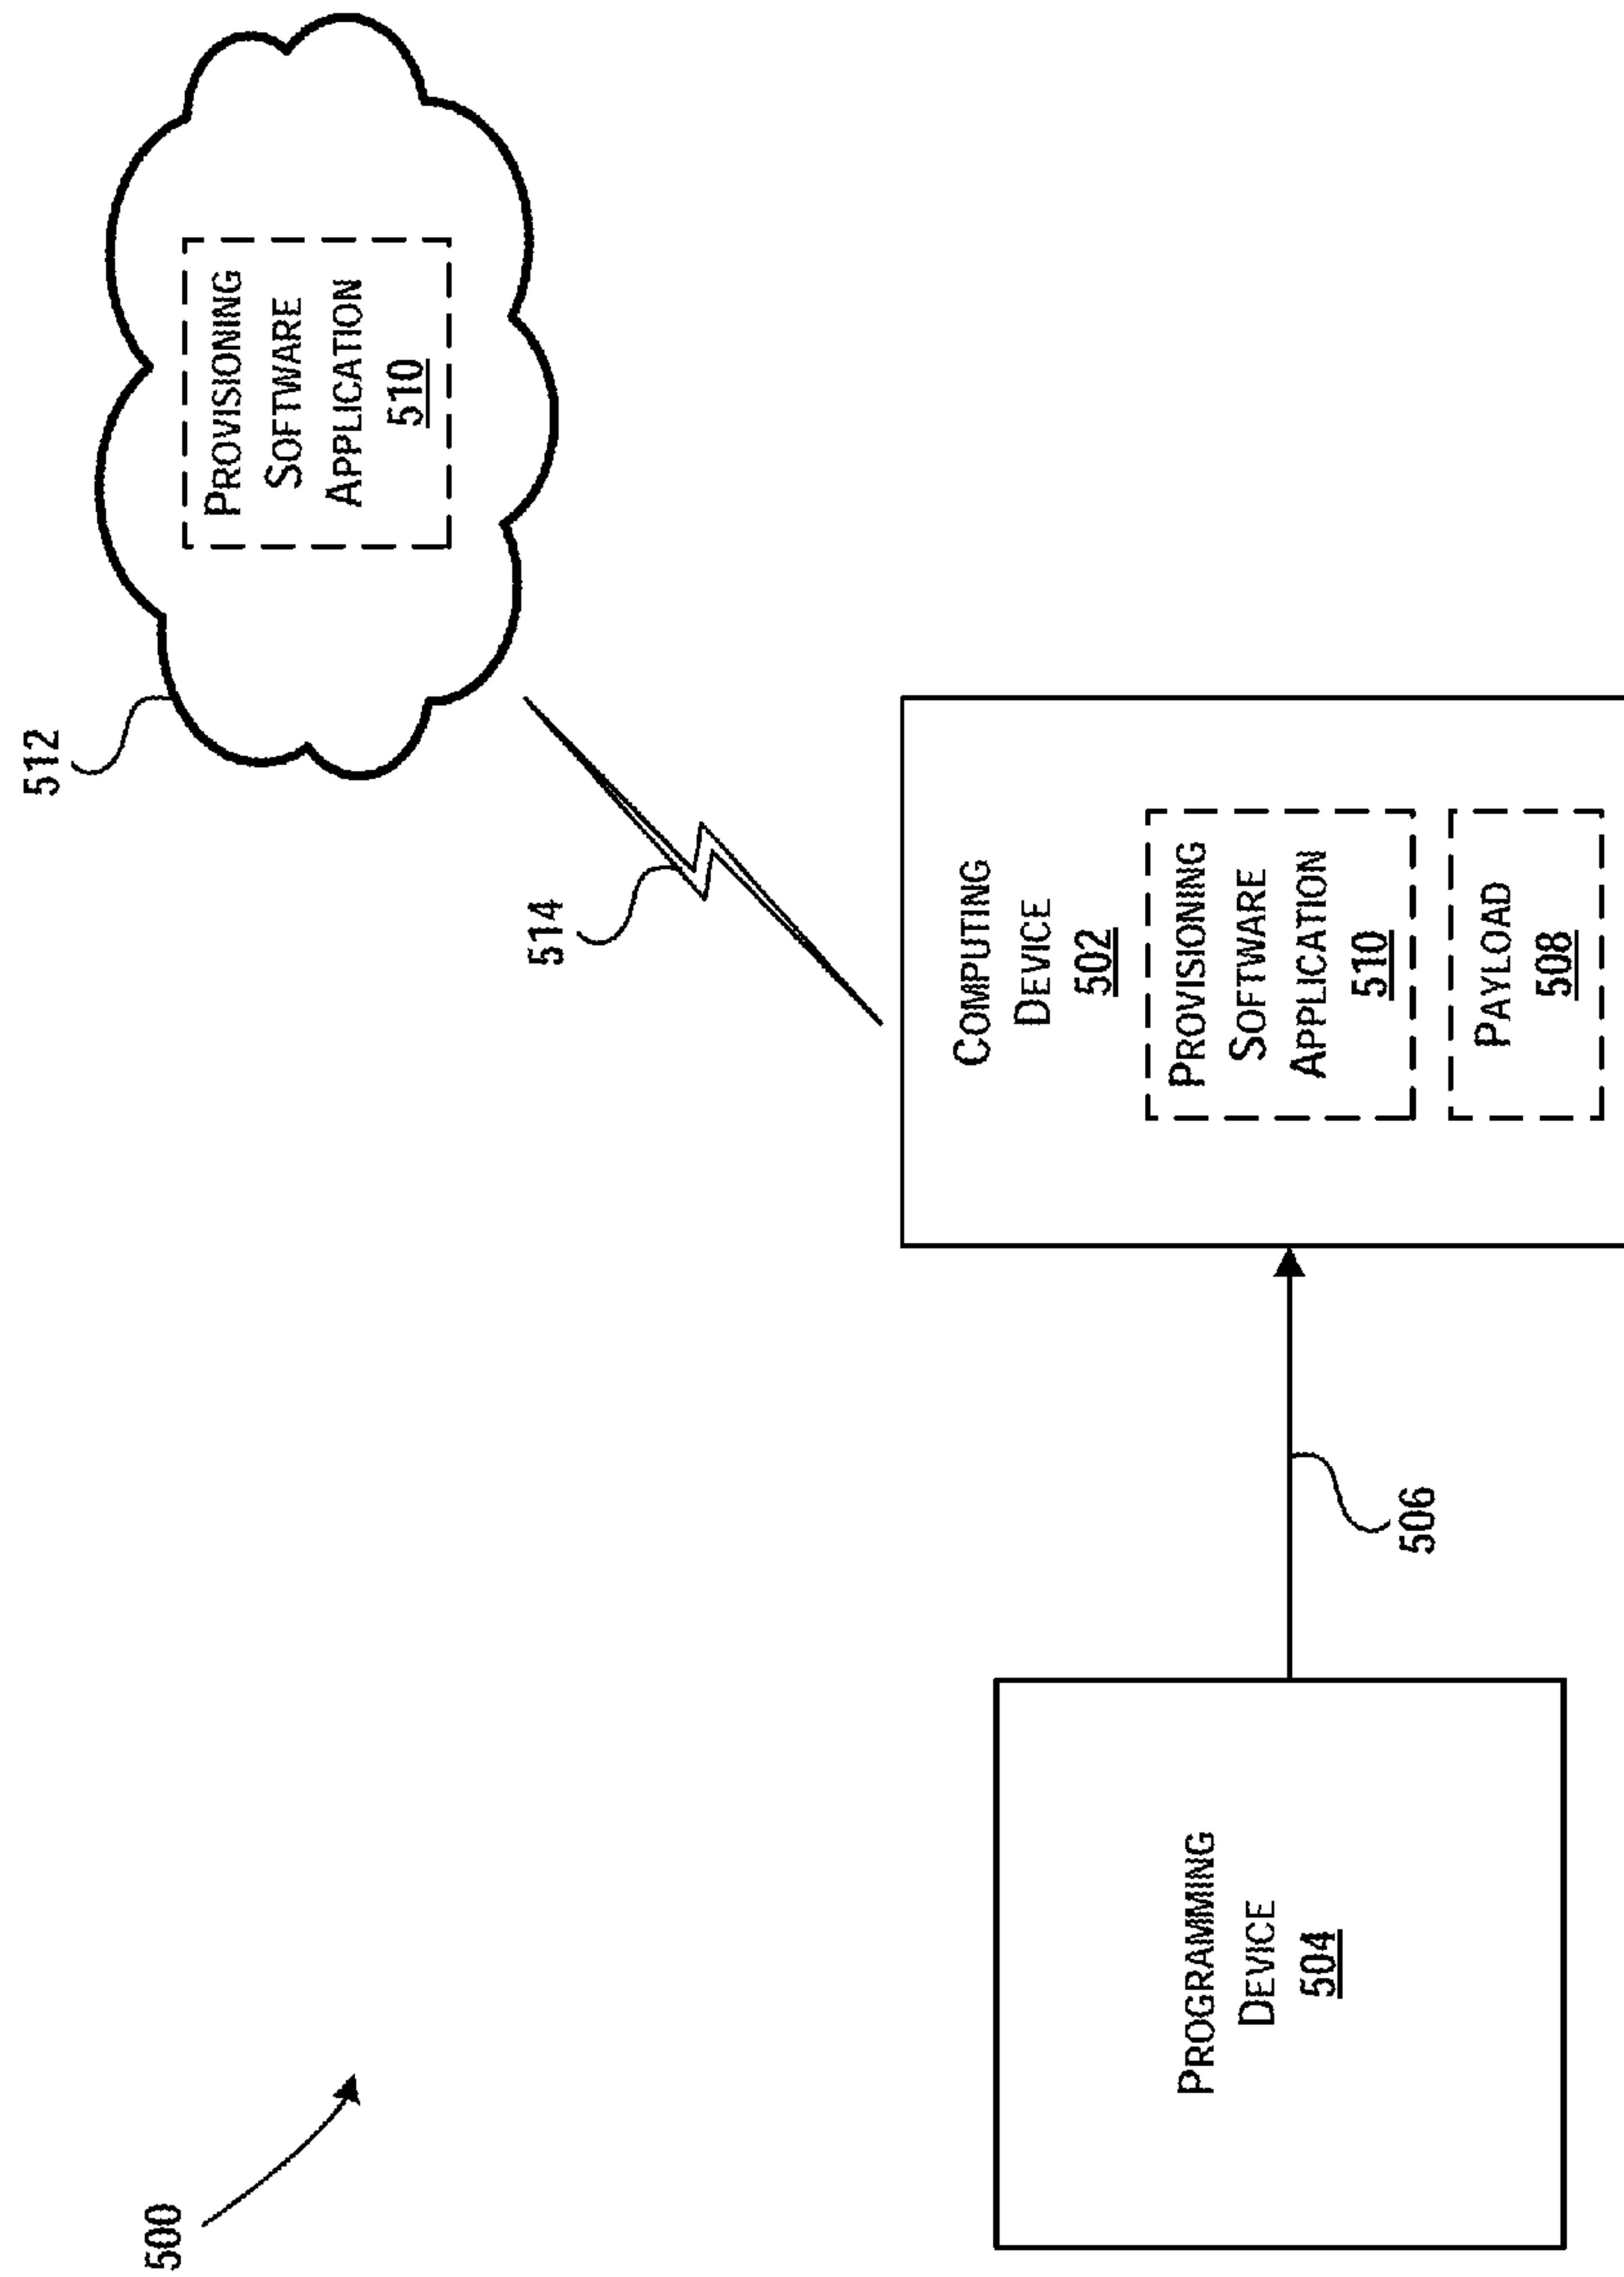 500
512
PROVISIONING
SOFTWARE
APPLICATION
510
514
COMPUTING
DEVICE
502
PROVISIONING
SOFTWARE
APPLICATION
510
PAYLOAD
508
PROGRAMMING
DEVICE
504
506